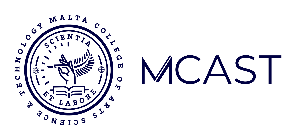 MALTA COLLEGE OF ARTS SCIENCE & TECHNOLOGY
SCIENTIA
ET LABORE
MCAST